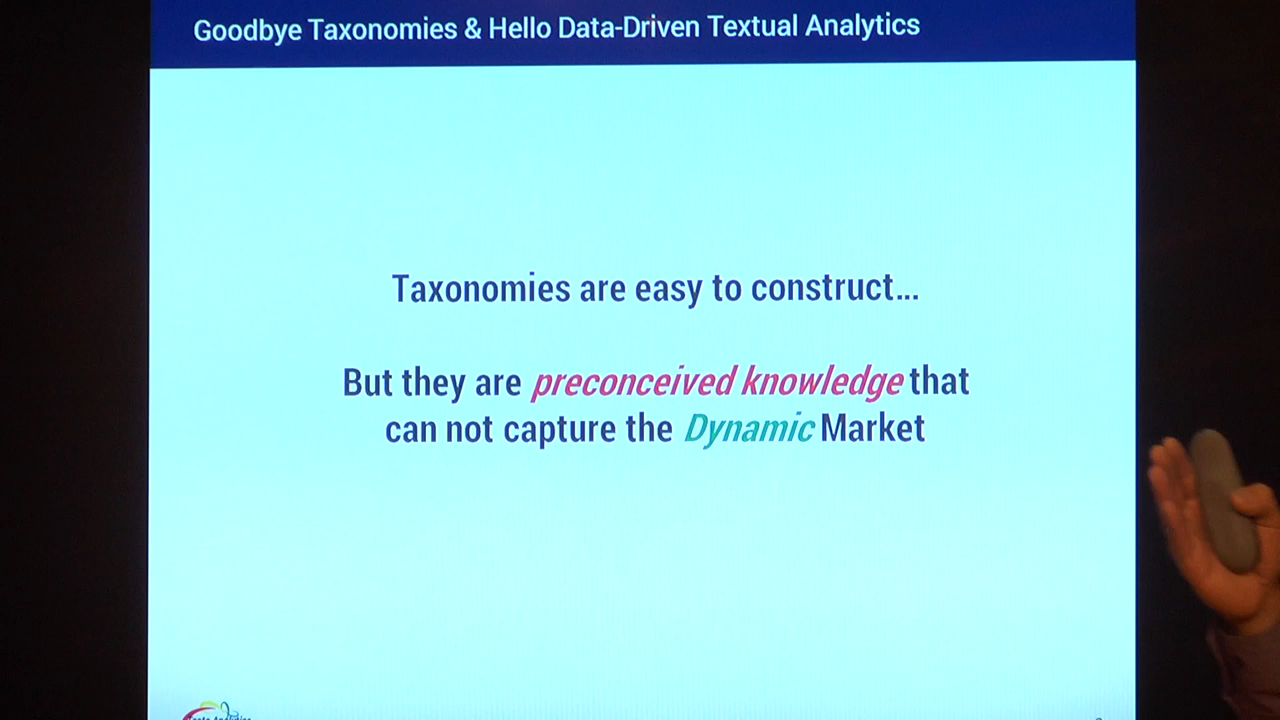 Goodbye Taxonomies & Hello Data-Driven Textual Analytics
Taxonomies are easy to construct...
But they are preconceived knowledge that
can not capture the Dynamic Market